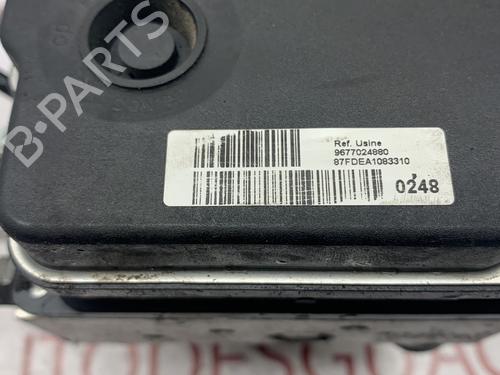 B-PARTS
Ref. Usine
9677024880
87FDEA1083310
0248